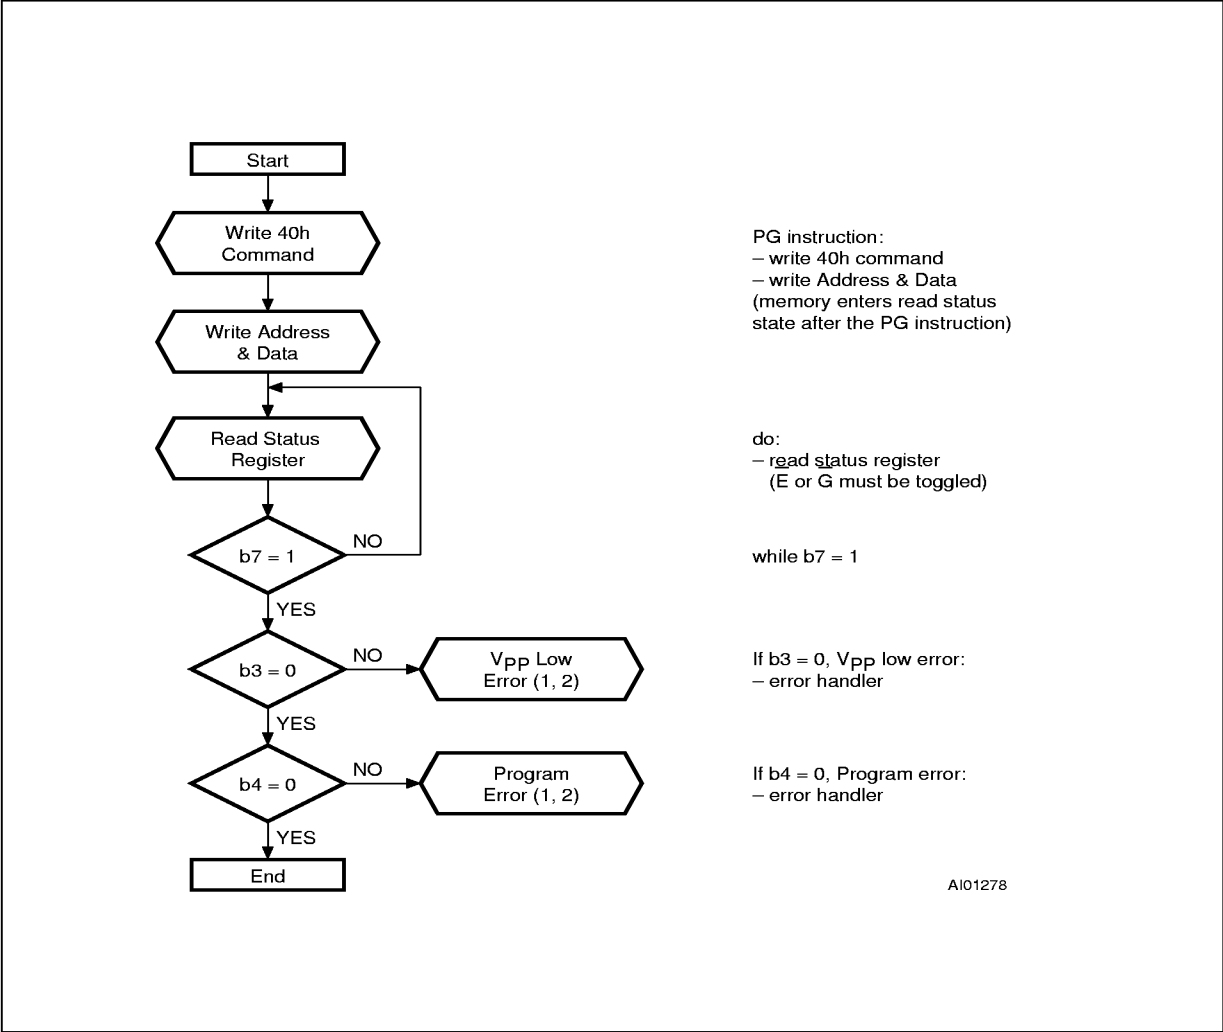 Start
Write 40h
Command
PG instruction:
– write 40h command
– write Address & Data
(memory enters read status
state after the PG instruction)
Write Address
& Data
Read Status
Register
do:
– read status register
(E̅ or G̅ must be toggled)
b7 = 1
NO
while b7 = 1
YES
b3 = 0
NO
VPP Low
Error (1, 2)
If b3 = 0, VPP low error:
– error handler
YES
b4 = 0
NO
Program
Error (1, 2)
If b4 = 0, Program error:
– error handler
YES
End
AI01278